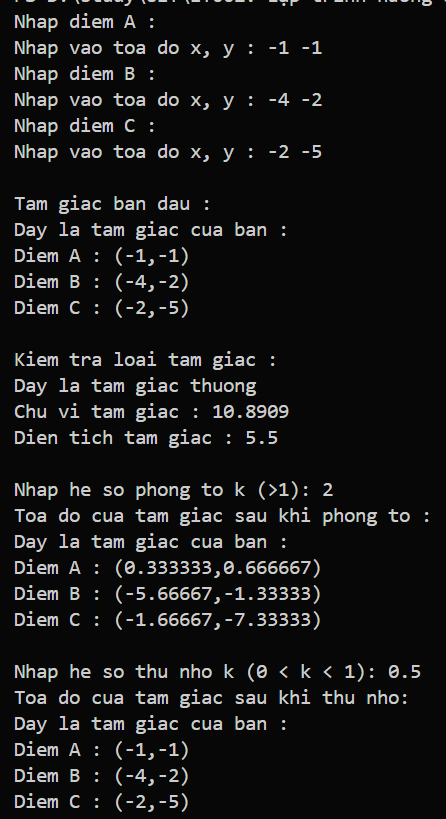 Nhap diem A :
Nhap vao toa do x, y : -1 -1
Nhap diem B :
Nhap vao toa do x, y : -4 -2
Nhap diem C :
Nhap vao toa do x, y : -2 -5
Tam giac ban dau :
Day la tam giac cua ban :
Diem A : (-1,-1)
Diem B : (-4,-2)
Diem C : (-2,-5)
Kiem tra loai tam giac :
Day la tam giac thuong
Chu vi tam giac : 10.8909
Dien tich tam giac : 5.5
Nhap he so phong to k (>1): 2
Toa do cua tam giac sau khi phong to :
Day la tam giac cua ban :
Diem A : (0.333333,0.666667)
Diem B : (-5.66667,-1.33333)
Diem C : (-1.66667,-7.33333)
Nhap he so thu nho k (0 < k < 1): 0.5
Toa do cua tam giac sau khi thu nho:
Day la tam giac cua ban :
Diem A : (-1,-1)
Diem B : (-4,-2)
Diem C : (-2,-5)